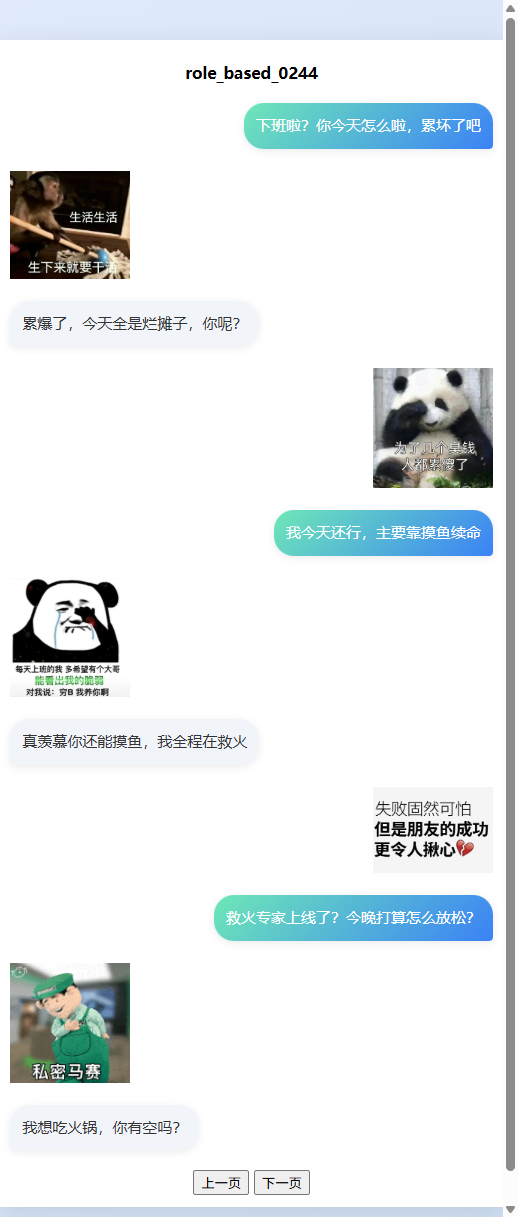 role_based_0244
下班啦？你今天怎么啦，累坏了吧
生活生活
生下来就要干活
累爆了，今天全是烂摊子，你呢？
为了几个臭钱
人都累傻了
我今天还行，主要靠摸鱼续命
每天上班的我 多希望有个大哥
能看出我的脆弱
对我说：穷B 我养你啊
真羡慕你还能摸鱼，我全程在救火
失败固然可怕
但是朋友的成功
更令人揪心💔
救火专家上线了？今晚打算怎么放松？
私密马赛
我想吃火锅，你有空吗？
上一页 下一页